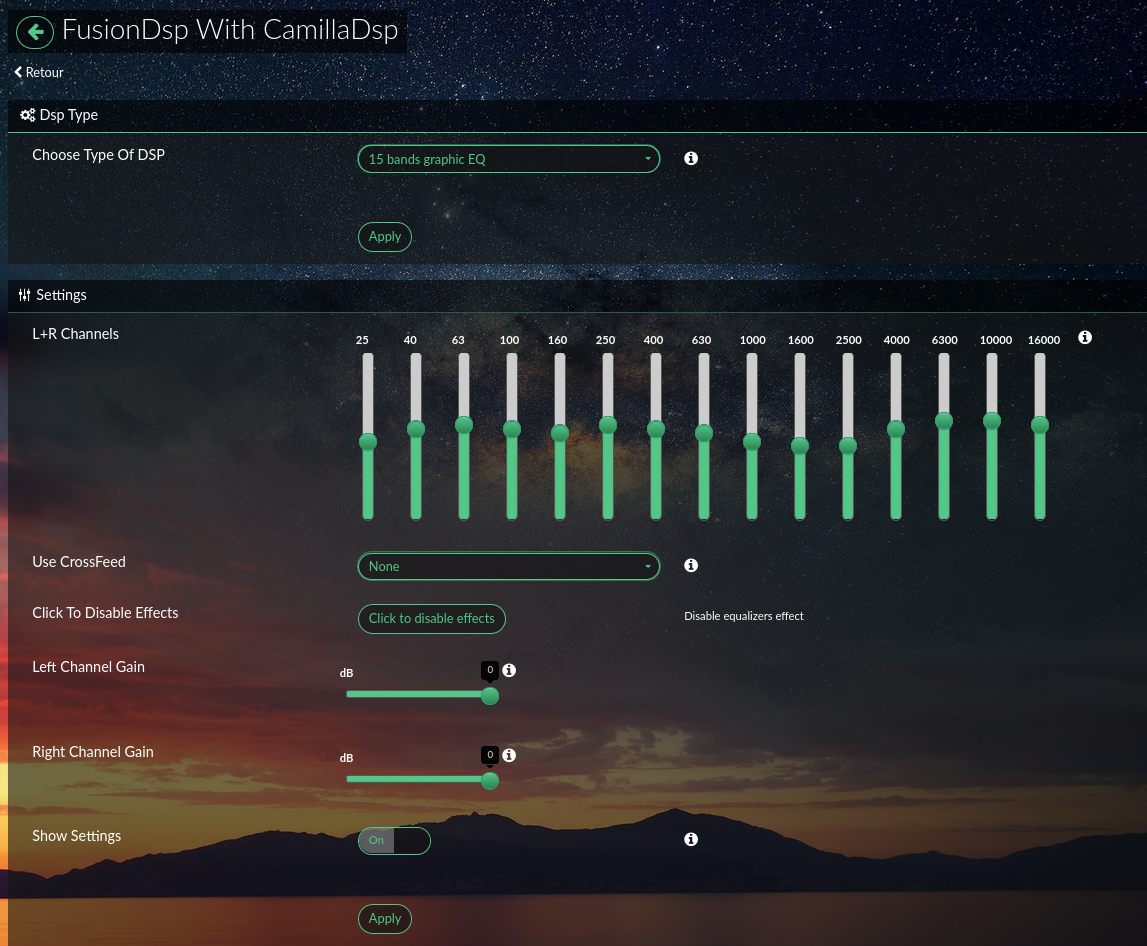 FusionDsp With CamillaDsp
Retour
Dsp Type
Choose Type Of DSP
15 bands graphic EQ
Apply
Settings
L+R Channels
25 40 63 100 160 250 400 630 1000 1600 2500 4000 6300 10000 16000
Use CrossFeed
None
Click To Disable Effects
Click to disable effects
Disable equalizers effect
Left Channel Gain
dB
0
Right Channel Gain
dB
0
Show Settings
On
Apply